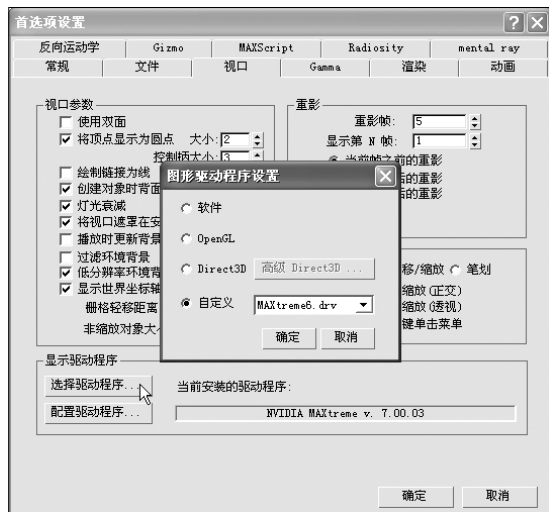 首选项设置
反向运动学 Gizmo MAXScript Radiosity mental ray
常规 文件 视口 Gamma 渲染 动画
视口参数
使用双面
将顶点显示为圆点 大小: 2
控制柄大小: 3
绘制链接为线
创建对象时背面
灯光衰减
将视口遮罩在安
播放时更新背景
过滤环境背景
低分辨率环境背
显示世界坐标轴
栅格轻移距离
非缩放对象大
重影
重影帧: 5
显示第 N 帧: 1
当前帧之前的重影
后的重影
后的重影
移/缩放 笔划
缩放(正交)
缩放(透视)
键单击菜单
图形驱动程序设置
软件
OpenGL
Direct3D 高级 Direct3D ...
自定义 MAXtreme6.drv
确定 取消
显示驱动程序
选择驱动程序... 当前安装的驱动程序:
配置驱动程序... NVIDIA MAXtreme v. 7.00.03
确定 取消